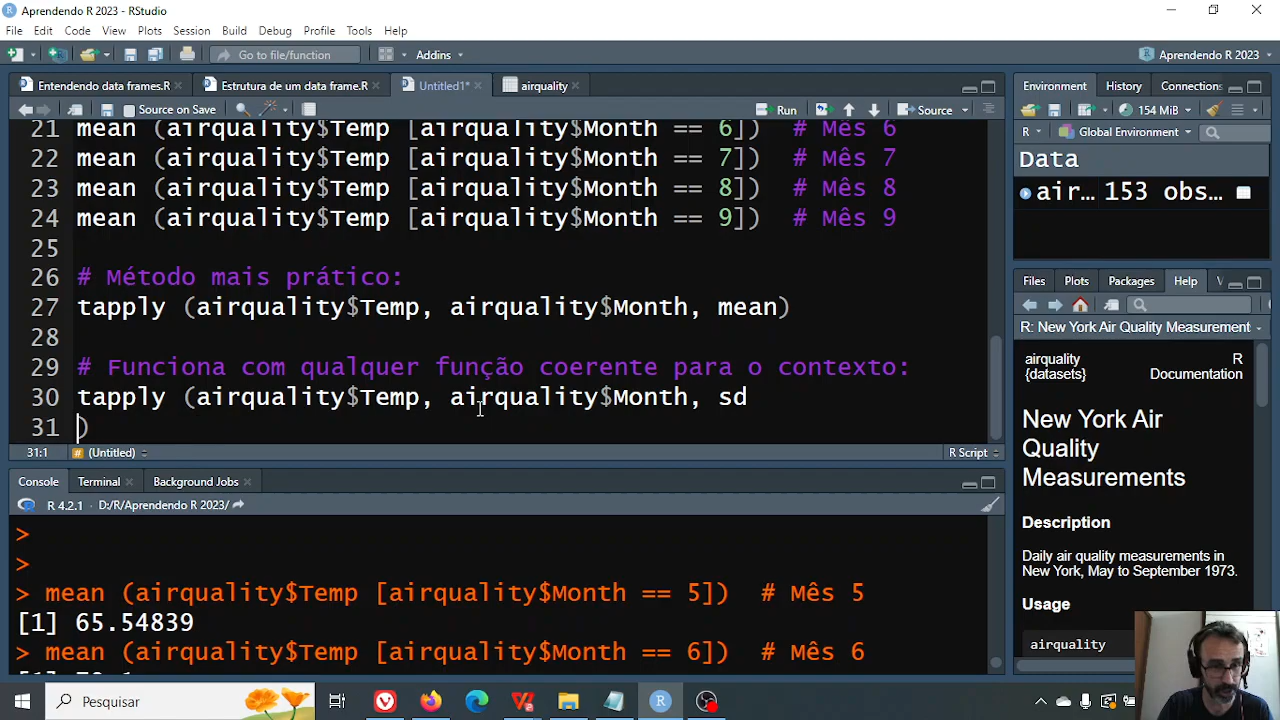 Aprendendo R 2023 - RStudio
File Edit Code View Plots Session Build Debug Profile Tools Help
Go to file/function Addins Aprendendo R 2023
Entendendo data frames.R Estrutura de um data frame.R Untitled1* airquality
Source on Save Run Source
21 mean (airquality$Temp [airquality$Month == 6]) # Mês 6
22 mean (airquality$Temp [airquality$Month == 7]) # Mês 7
23 mean (airquality$Temp [airquality$Month == 8]) # Mês 8
24 mean (airquality$Temp [airquality$Month == 9]) # Mês 9
25
26 # Método mais prático:
27 tapply (airquality$Temp, airquality$Month, mean)
28
29 # Funciona com qualquer função coerente para o contexto:
30 tapply (airquality$Temp, airquality$Month, sd
31 )
31:1 # (Untitled) R Script
Console Terminal Background Jobs
R 4.2.1 · D:/R/Aprendendo R 2023/
>
>
> mean (airquality$Temp [airquality$Month == 5]) # Mês 5
[1] 65.54839
> mean (airquality$Temp [airquality$Month == 6]) # Mês 6
Environment History Connections
154 MiB
R Global Environment
Data
air... 153 obs...
Files Plots Packages Help V
R: New York Air Quality Measurement
airquality R
{datasets} Documentation
New York Air
Quality
Measurements
Description
Daily air quality measurements in
New York, May to September 1973.
Usage
airquality
Pesquisar